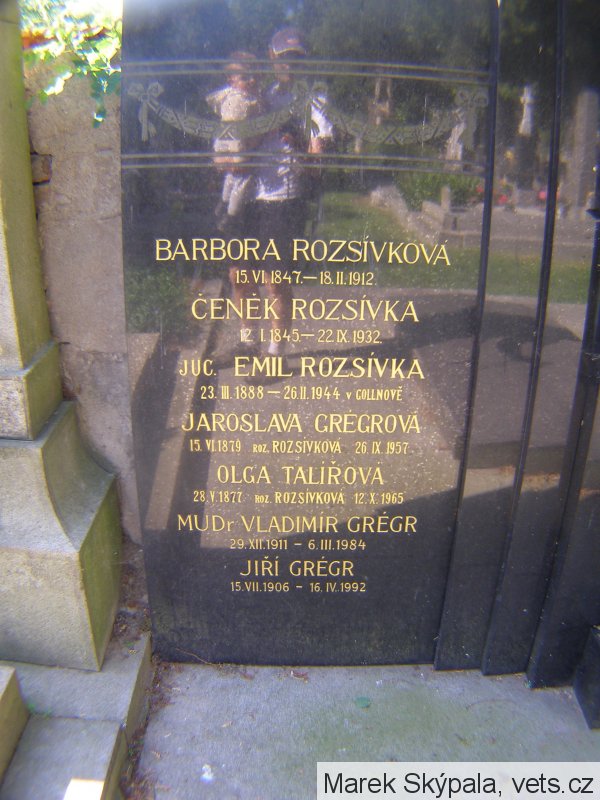 BARBORA ROZSÍVKOVÁ
15.VI.1847.—18.II.1912.
ČENĚK ROZSÍVKA
12.I.1845.—22.IX.1932.
JUC. EMIL ROZSÍVKA
23.III.1888—26.II.1944 V GOLLNOVĚ
JAROSLAVA GRÉGROVÁ
15.VI.1879 ROZ. ROZSÍVKOVÁ 26.IX.1957
OLGA TALÍŘOVÁ
28.V.1877 ROZ. ROZSÍVKOVÁ 12.X.1965
MUDr VLADIMÍR GRÉGR
29.XII.1911 – 6.III.1984
JIŘÍ GRÉGR
15.VII.1906 – 16.IV.1992
Marek Skýpala, vets.cz